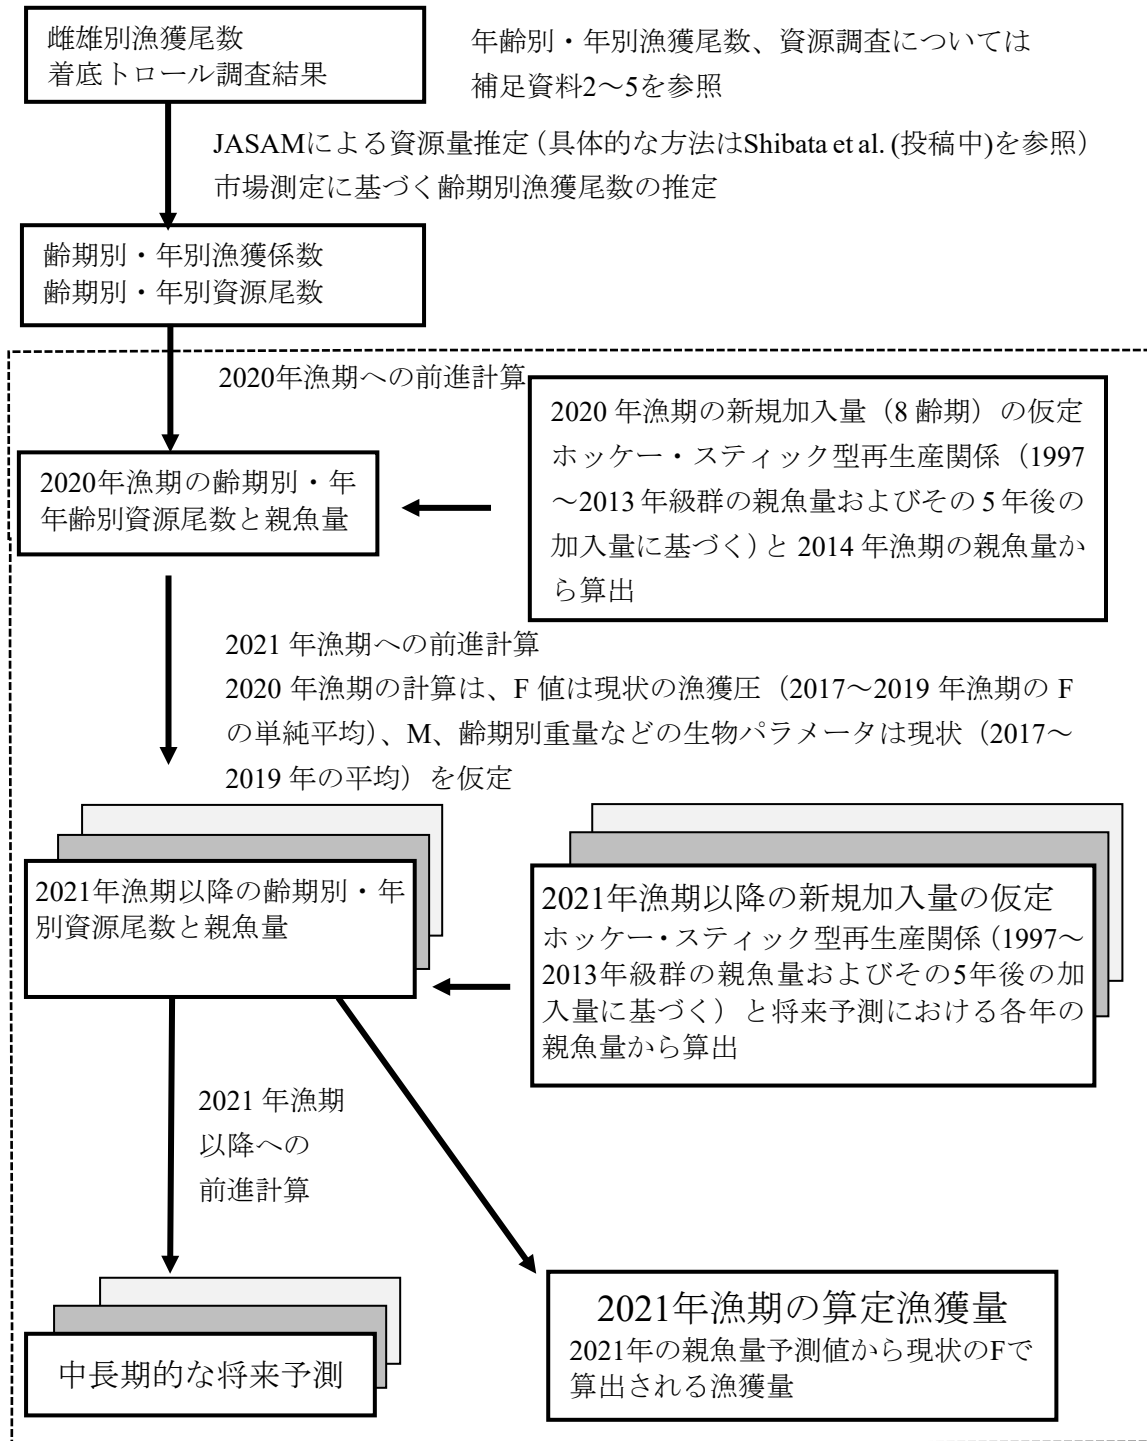 雌雄別漁獲尾数
着底トロール調査結果
年齢別・年別漁獲尾数、資源調査については
補足資料2～5を参照
JASAMによる資源量推定（具体的な方法はShibata et al. (投稿中)を参照）
市場測定に基づく齢期別漁獲尾数の推定
齢期別・年別漁獲係数
齢期別・年別資源尾数
2020年漁期への前進計算
2020 年漁期の新規加入量（8 齢期）の仮定
ホッケー・スティック型再生産関係（1997
～2013 年級群の親魚量およびその 5 年後の
加入量に基づく）と 2014 年漁期の親魚量か
ら算出
2020年漁期の齢期別・年
年齢別資源尾数と親魚量
2021 年漁期への前進計算
2020 年漁期の計算は、F 値は現状の漁獲圧（2017～2019 年漁期の F
の単純平均）、M、齢期別重量などの生物パラメータは現状（2017～
2019 年の平均）を仮定
2021年漁期以降の齢期別・年
別資源尾数と親魚量
2021年漁期以降の新規加入量の仮定
ホッケー・スティック型再生産関係（1997～
2013年級群の親魚量およびその5年後の加
入量に基づく）と将来予測における各年の
親魚量から算出
2021 年漁期
以降への
前進計算
中長期的な将来予測
2021年漁期の算定漁獲量
2021年の親魚量予測値から現状のFで
算出される漁獲量